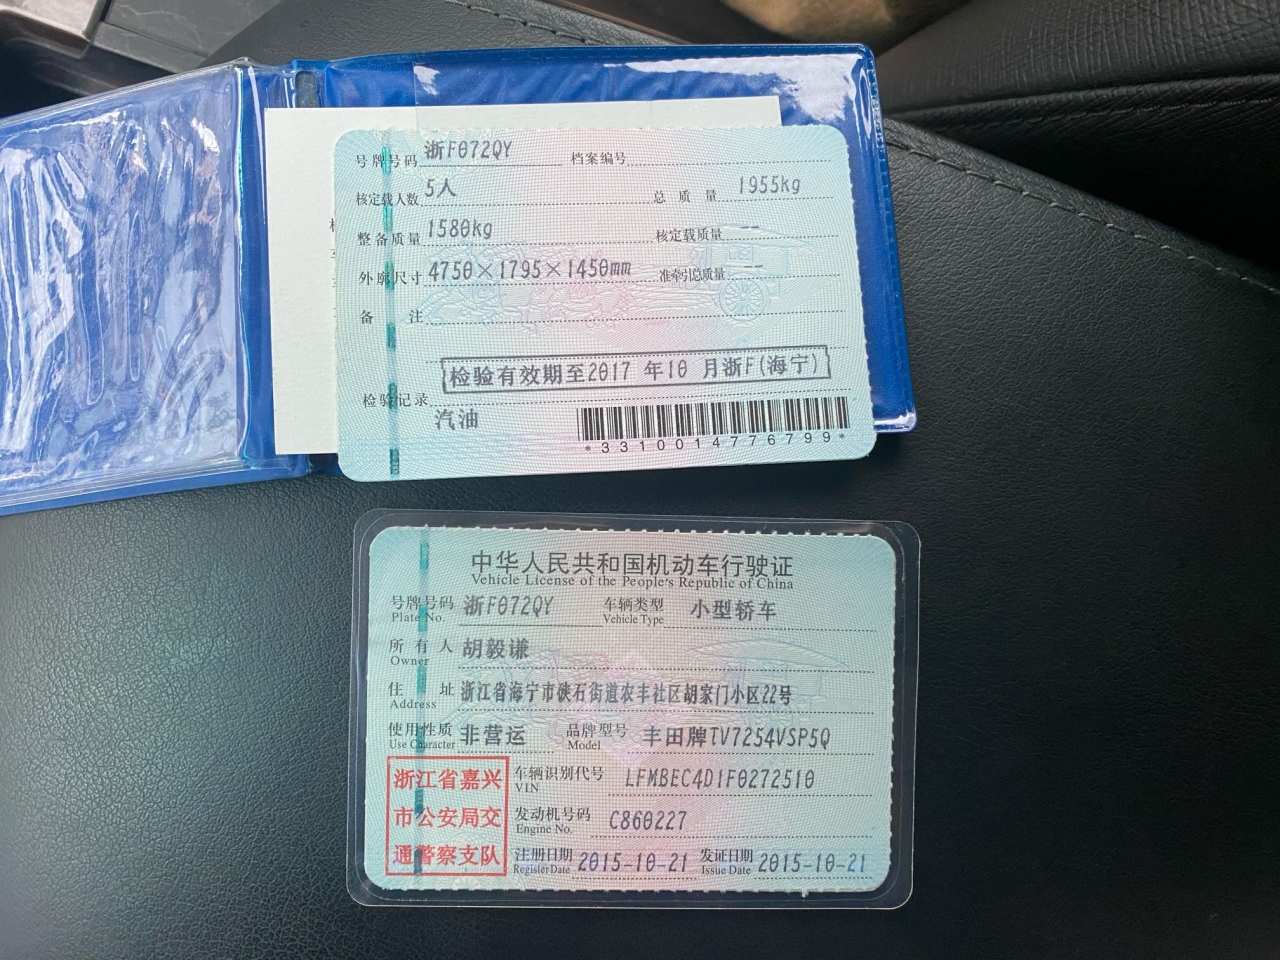 号牌号码 浙F072QY 档案编号
核定载人数 5人 总质量 1955kg
整备质量 1580kg 核定载质量 --
外廓尺寸 4750×1795×1450mm 准牵引总质量 --
备注
检验有效期至2017 年10 月浙F(海宁)
检验记录
汽油
*3310014776799*
中华人民共和国机动车行驶证
Vehicle License of the People's Republic of China
号牌号码 浙F072QY 车辆类型 小型轿车
Plate No. Vehicle Type
所有人 胡毅谦
Owner
住址 浙江省海宁市硖石街道农丰社区胡家门小区22号
Address
使用性质 非营运 品牌型号 丰田牌TV7254VSP5Q
Use Character Model
浙江省嘉兴
市公安局交
通警察支队
车辆识别代号 LFMBEC4D1F0272510
VIN
发动机号码 C860227
Engine No.
注册日期 2015-10-21 发证日期 2015-10-21
Register Date Issue Date